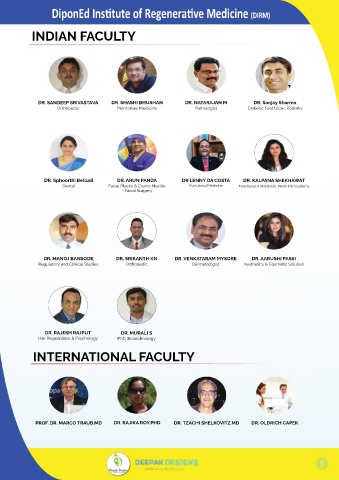 DiponEd Institute of Regenerative Medicine (DIRM)
INDIAN FACULTY
DR. SANDEEP SRIVASTAVA
Orthopedic
DR. SHASHI BHUSHAN
Pulmonary Medicine
DR. NATARAJAN M
Pathologist
DR. Sanjay Sharma
Diabetic Foot Ulcer, Podiatry
DR. Sphoorthi Belludi
Dental
DR. ARUN PANDA
Facial Plastic & Cranio Maxillo
- Facial Surgery
DR LENNY DA COSTA
Functional Medicine
DR. KALPANA SHEKHAWAT
Functional & Metabolic Medicine Academy
DR. MANOJ BANSODE
Regulatory and Clinical Studies
DR. SRIKANTH KN
Orthopedic
DR. VENKATARAM MYSORE
Dermatologist
DR. AARUSHI PASSI
Aesthetics & Cosmetic Solution
DR. RAJESH RAJPUT
Hair Regeneration & Psychology
DR. MURALI S
PhD Biotechnology
INTERNATIONAL FACULTY
PROF. DR. MARCO TRAUB,MD
DR. RAJKA ROY.PHD
DR. TZACHI SHELKOVITZ.MD
DR. OLDRICH CAPEK
DEEPAK DESIGNS